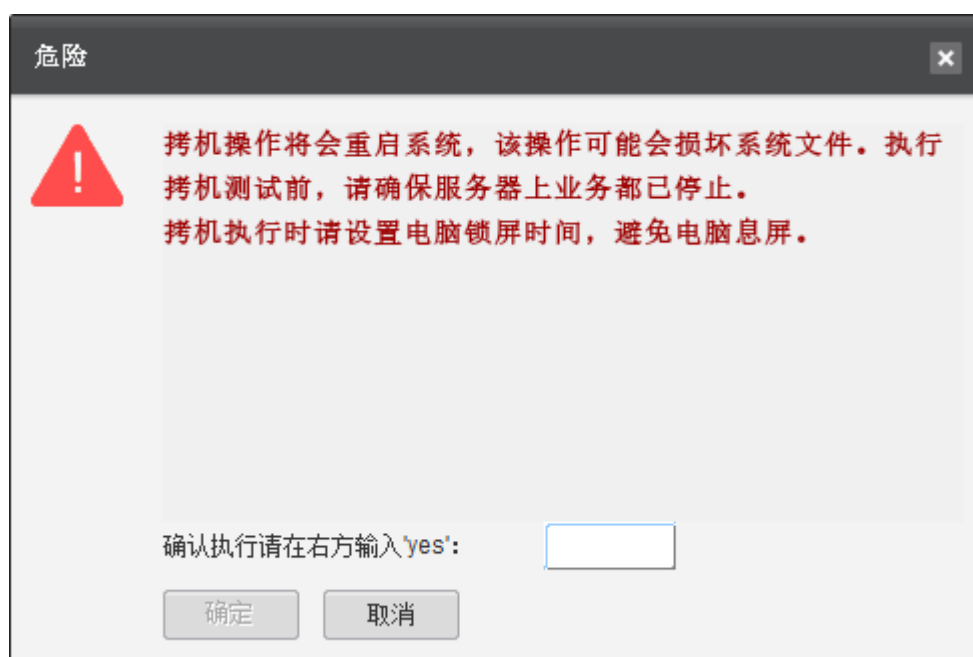 危险
拷机操作将会重启系统，该操作可能会损坏系统文件。执行
拷机测试前，请确保服务器上业务都已停止。
拷机执行时请设置电脑锁屏时间，避免电脑息屏。
确认执行请在右方输入'yes':
确定
取消